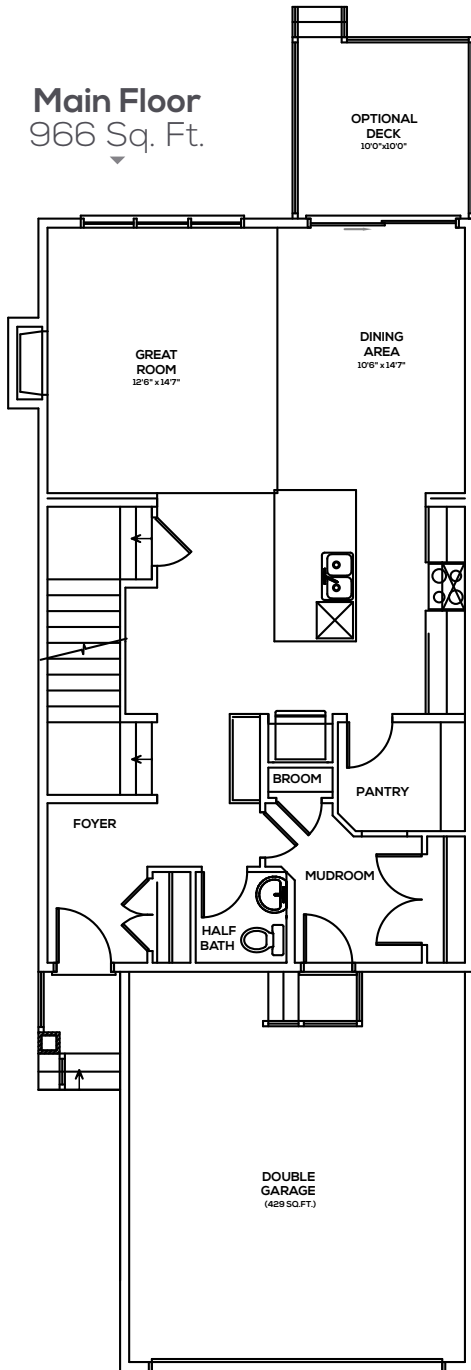 Main Floor
966 Sq. Ft.
OPTIONAL
DECK
10'0"x10'0"
GREAT
ROOM
12'6" x 14'7"
DINING
AREA
10'6" x 14'7"
BROOM
PANTRY
FOYER
MUDROOM
HALF
BATH
DOUBLE
GARAGE
(429 SQ.FT.)